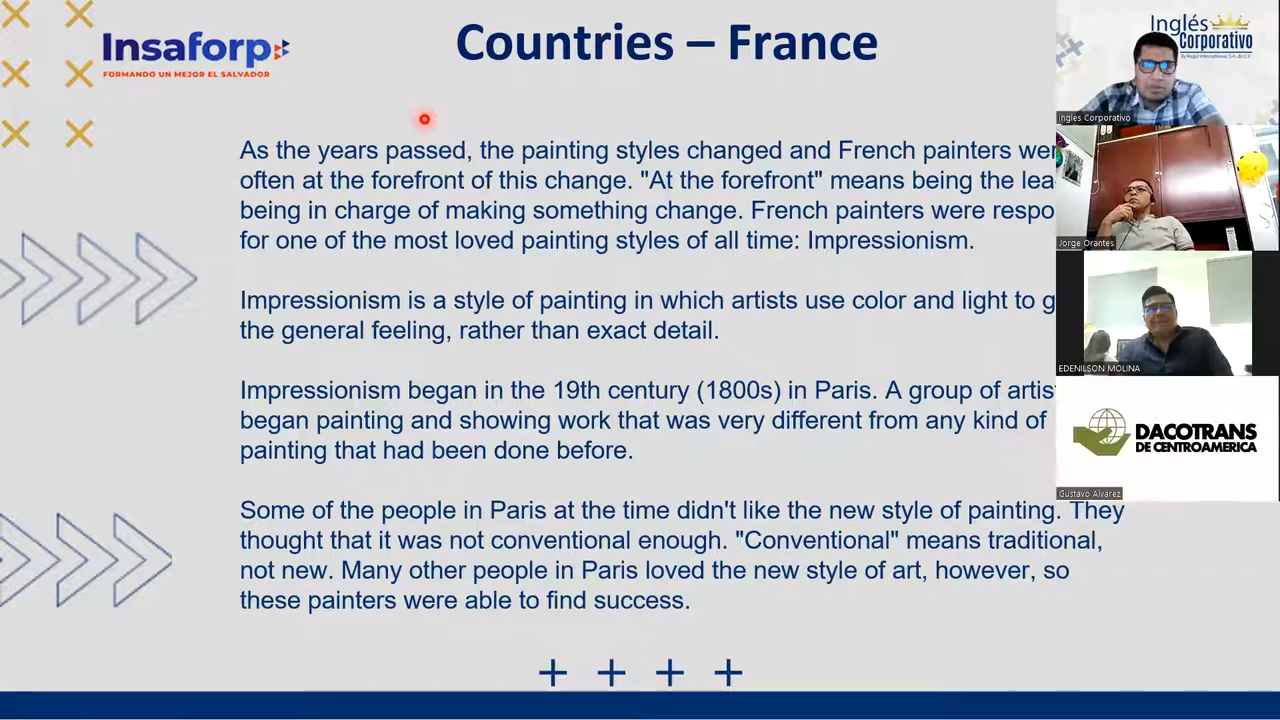 Countries – France
Insaforp
FORMANDO UN MEJOR EL SALVADOR
Inglés
Corporativo
Ingles Corporativo
As the years passed, the painting styles changed and French painters
often at the forefront of this change. "At the forefront" means being the
being in charge of making something change. French painters were
for one of the most loved painting styles of all time: Impressionism.
Jorge Orantes
Impressionism is a style of painting in which artists use color and light to
the general feeling, rather than exact detail.
EDENILSON MOLINA
Impressionism began in the 19th century (1800s) in Paris. A group of
began painting and showing work that was very different from any kind of
painting that had been done before.
DACOTRANS
DE CENTROAMERICA
Gustavo Alvarez
Some of the people in Paris at the time didn't like the new style of painting. They
thought that it was not conventional enough. "Conventional" means traditional,
not new. Many other people in Paris loved the new style of art, however, so
these painters were able to find success.